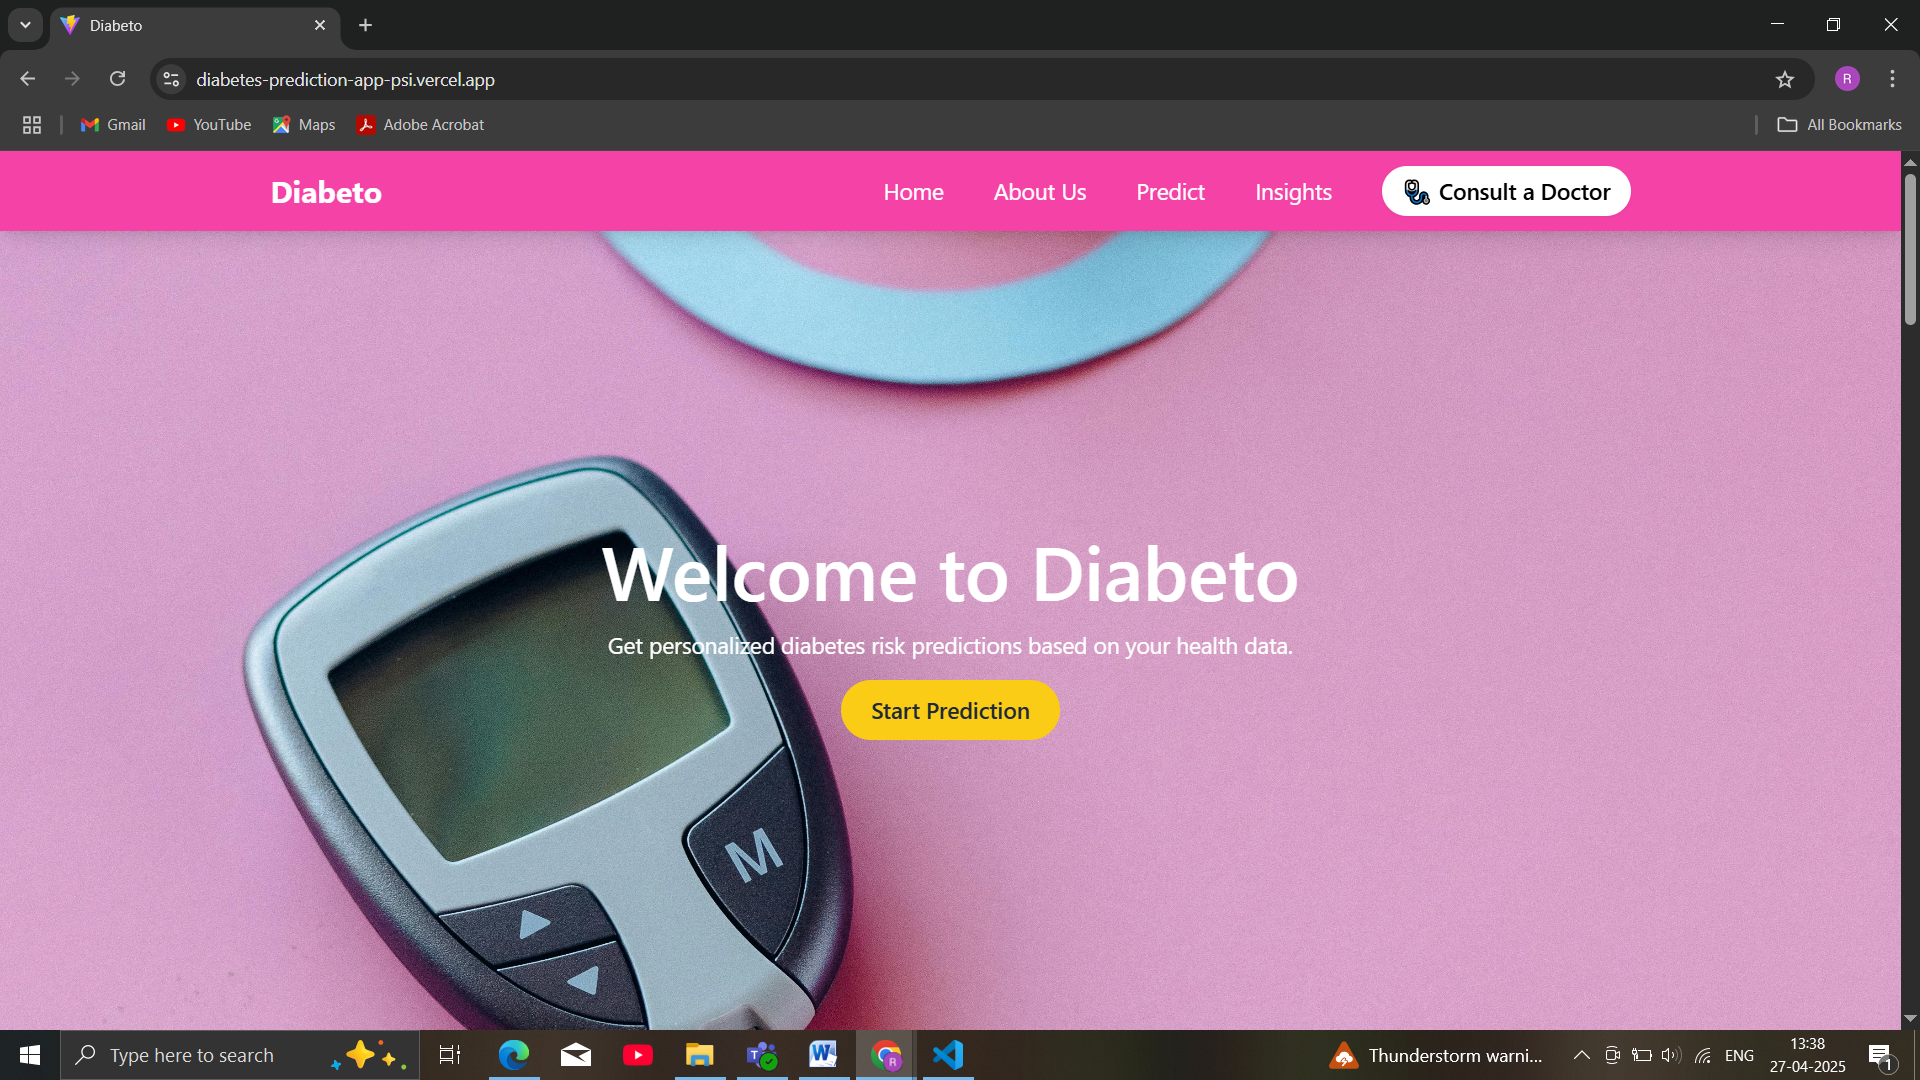 Diabeto
diabetes-prediction-app-psi.vercel.app
R
Gmail
YouTube
Maps
Adobe Acrobat
All Bookmarks
Diabeto
Home
About Us
Predict
Insights
Consult a Doctor
Welcome to Diabeto
Get personalized diabetes risk predictions based on your health data.
Start Prediction
M
Type here to search
Thunderstorm warni...
ENG
13:38
27-04-2025
1